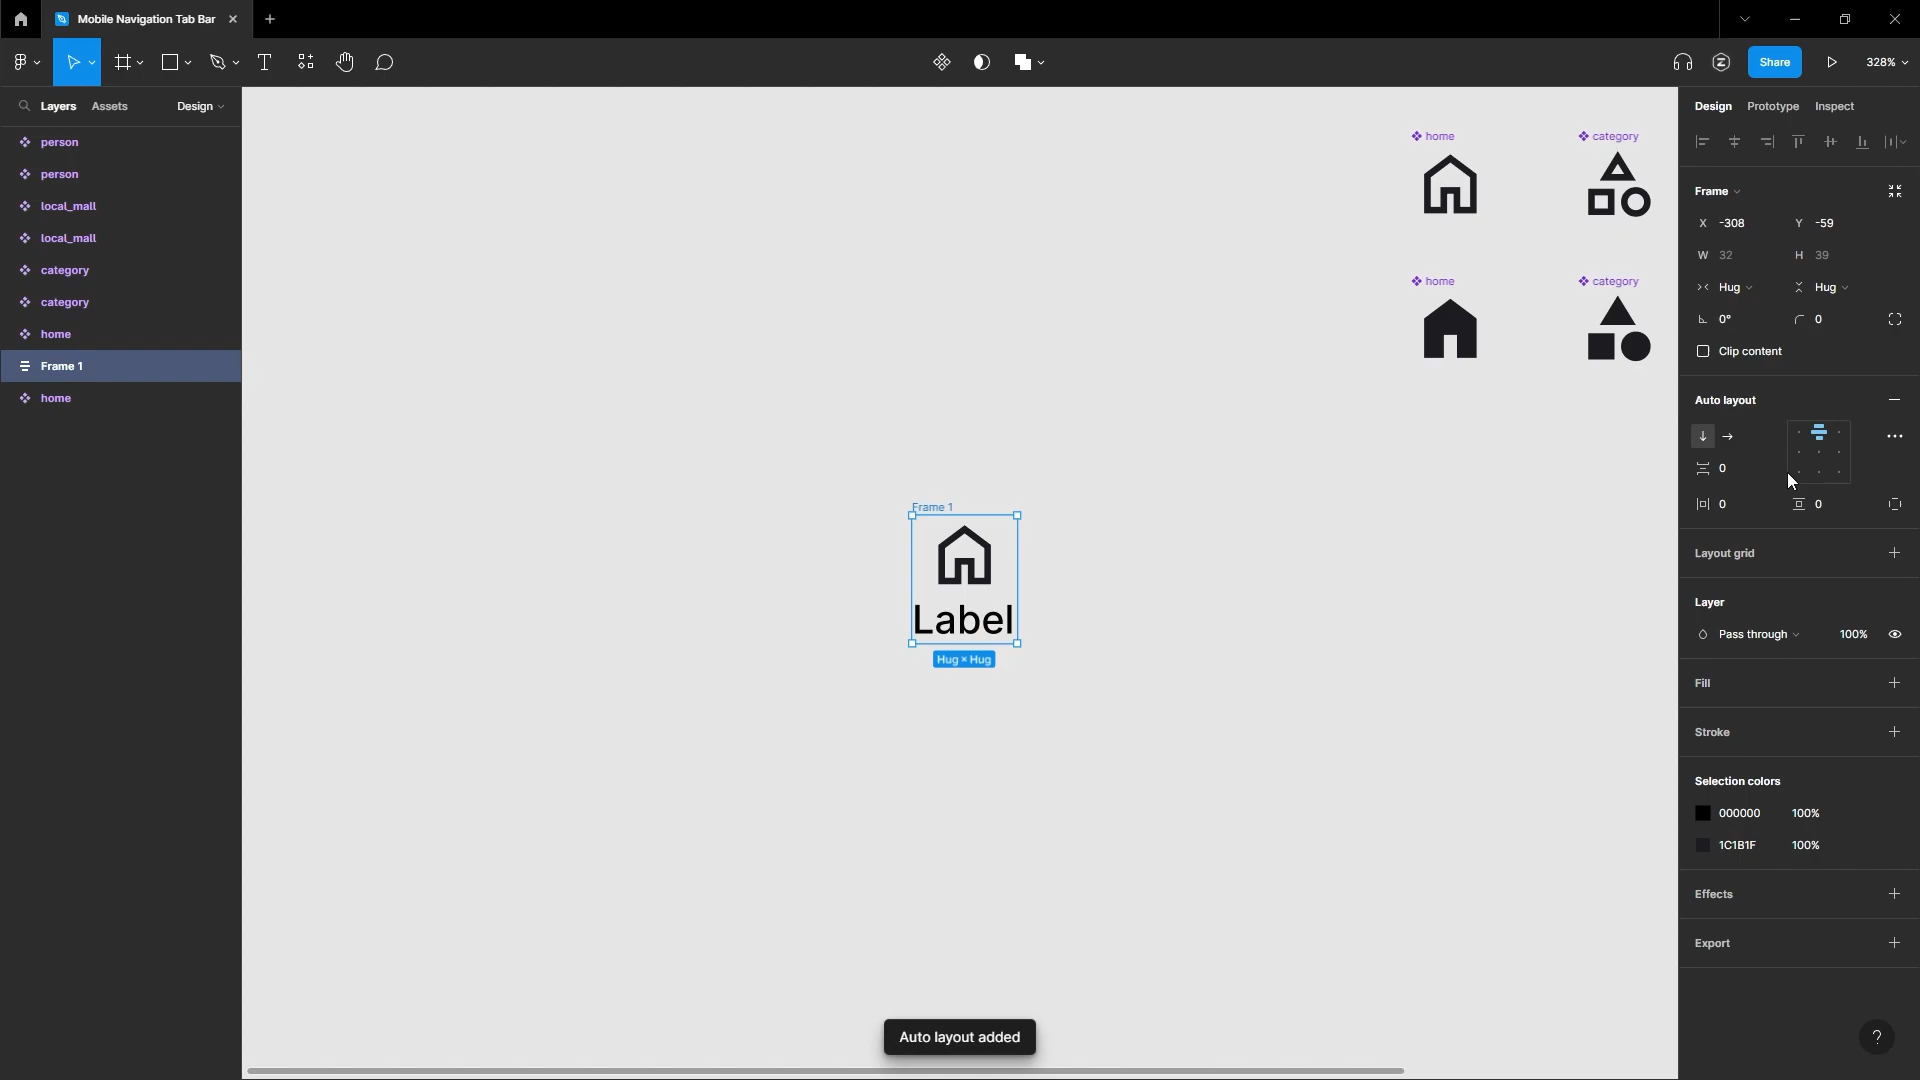 Mobile Navigation Tab Bar
Share
328%
Layers
Assets
Design
person
person
local_mall
local_mall
category
category
home
Frame 1
home
home
category
home
category
Frame 1
Label
Hug × Hug
Auto layout added
Design
Prototype
Inspect
Frame
X -308
Y -59
W 32
H 39
Hug
Hug
0°
0
Clip content
Auto layout
0
0
0
Layout grid
Layer
Pass through
100%
Fill
Stroke
Selection colors
000000 100%
1C1B1F 100%
Effects
Export
?